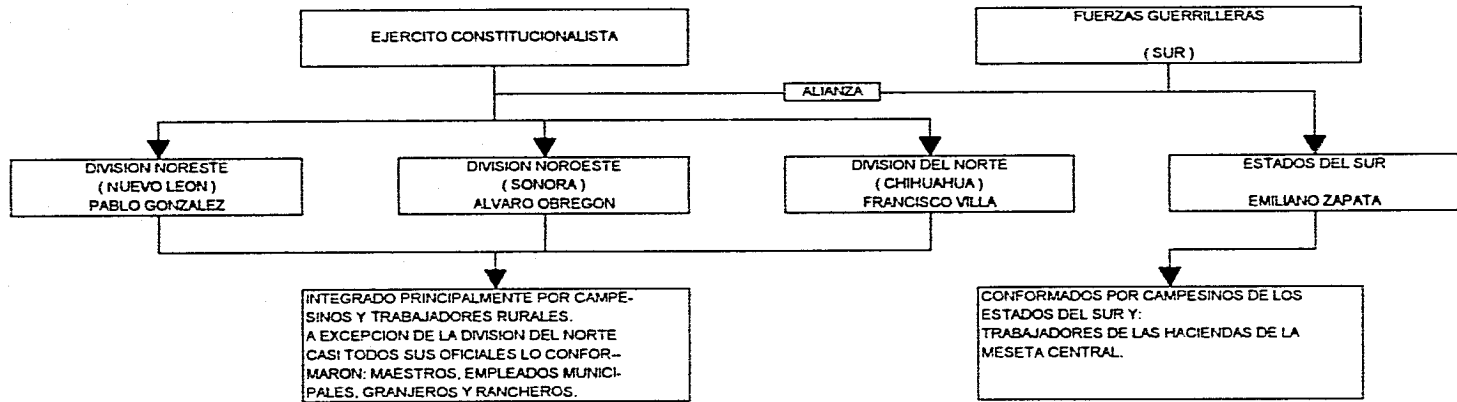 EJERCITO CONSTITUCIONALISTA
FUERZAS GUERRILLERAS
( SUR )
ALIANZA
DIVISION NORESTE
( NUEVO LEON )
PABLO GONZALEZ
DIVISION NOROESTE
( SONORA )
ALVARO OBREGON
DIVISION DEL NORTE
( CHIHUAHUA )
FRANCISCO VILLA
ESTADOS DEL SUR
EMILIANO ZAPATA
INTEGRADO PRINCIPALMENTE POR CAMPE-
SINOS Y TRABAJADORES RURALES.
A EXCEPCION DE LA DIVISION DEL NORTE
CASI TODOS SUS OFICIALES LO CONFOR-
MARON: MAESTROS, EMPLEADOS MUNICI-
PALES, GRANJEROS Y RANCHEROS.
CONFORMADOS POR CAMPESINOS DE LOS
ESTADOS DEL SUR Y:
TRABAJADORES DE LAS HACIENDAS DE LA
MESETA CENTRAL.